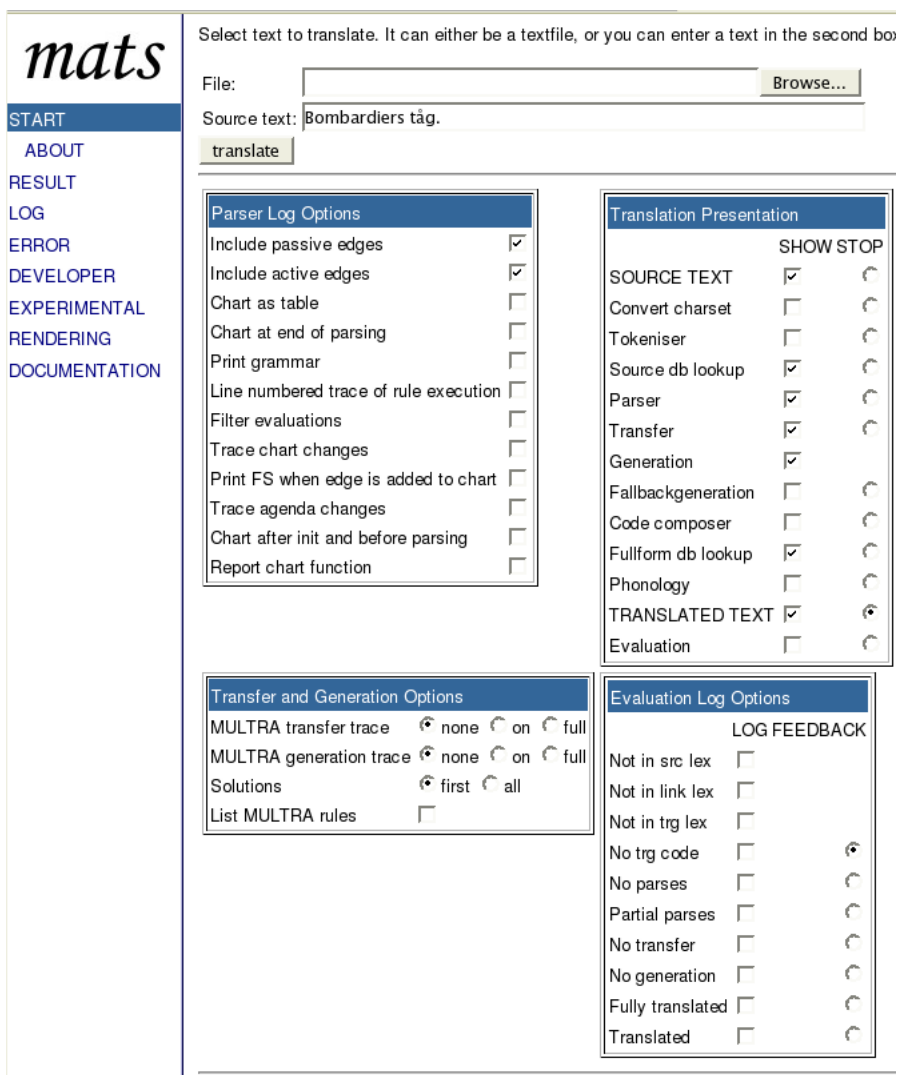 mats
START
ABOUT
RESULT
LOG
ERROR
DEVELOPER
EXPERIMENTAL
RENDERING
DOCUMENTATION
Select text to translate. It can either be a textfile, or you can enter a text in the second box
File: Browse...
Source text: Bombardiers tåg.
translate
Parser Log Options
Include passive edges
Include active edges
Chart as table
Chart at end of parsing
Print grammar
Line numbered trace of rule execution
Filter evaluations
Trace chart changes
Print FS when edge is added to chart
Trace agenda changes
Chart after init and before parsing
Report chart function
Translation Presentation
SHOW STOP
SOURCE TEXT
Convert charset
Tokeniser
Source db lookup
Parser
Transfer
Generation
Fallbackgeneration
Code composer
Fullform db lookup
Phonology
TRANSLATED TEXT
Evaluation
Transfer and Generation Options
MULTRA transfer trace none on full
MULTRA generation trace none on full
Solutions first all
List MULTRA rules
Evaluation Log Options
LOG FEEDBACK
Not in src lex
Not in link lex
Not in trg lex
No trg code
No parses
Partial parses
No transfer
No generation
Fully translated
Translated